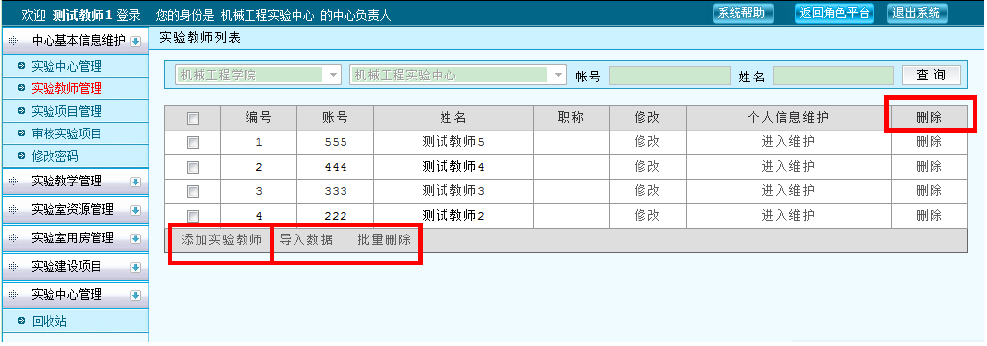 欢迎 测试教师1 登录 您的身份是 机械工程实验中心 的中心负责人 系统帮助 返回角色平台 退出系统
中心基本信息维护
实验中心管理
实验教师管理
实验项目管理
审核实验项目
修改密码
实验教学管理
实验室资源管理
实验室用房管理
实验建设项目
实验中心管理
回收站
实验教师列表
机械工程学院 机械工程实验中心 帐号 姓名 查询
编号 账号 姓名 职称 修改 个人信息维护 删除
1 555 测试教师5 修改 进入维护 删除
2 444 测试教师4 修改 进入维护 删除
3 333 测试教师3 修改 进入维护 删除
4 222 测试教师2 修改 进入维护 删除
添加实验教师 导入数据 批量删除